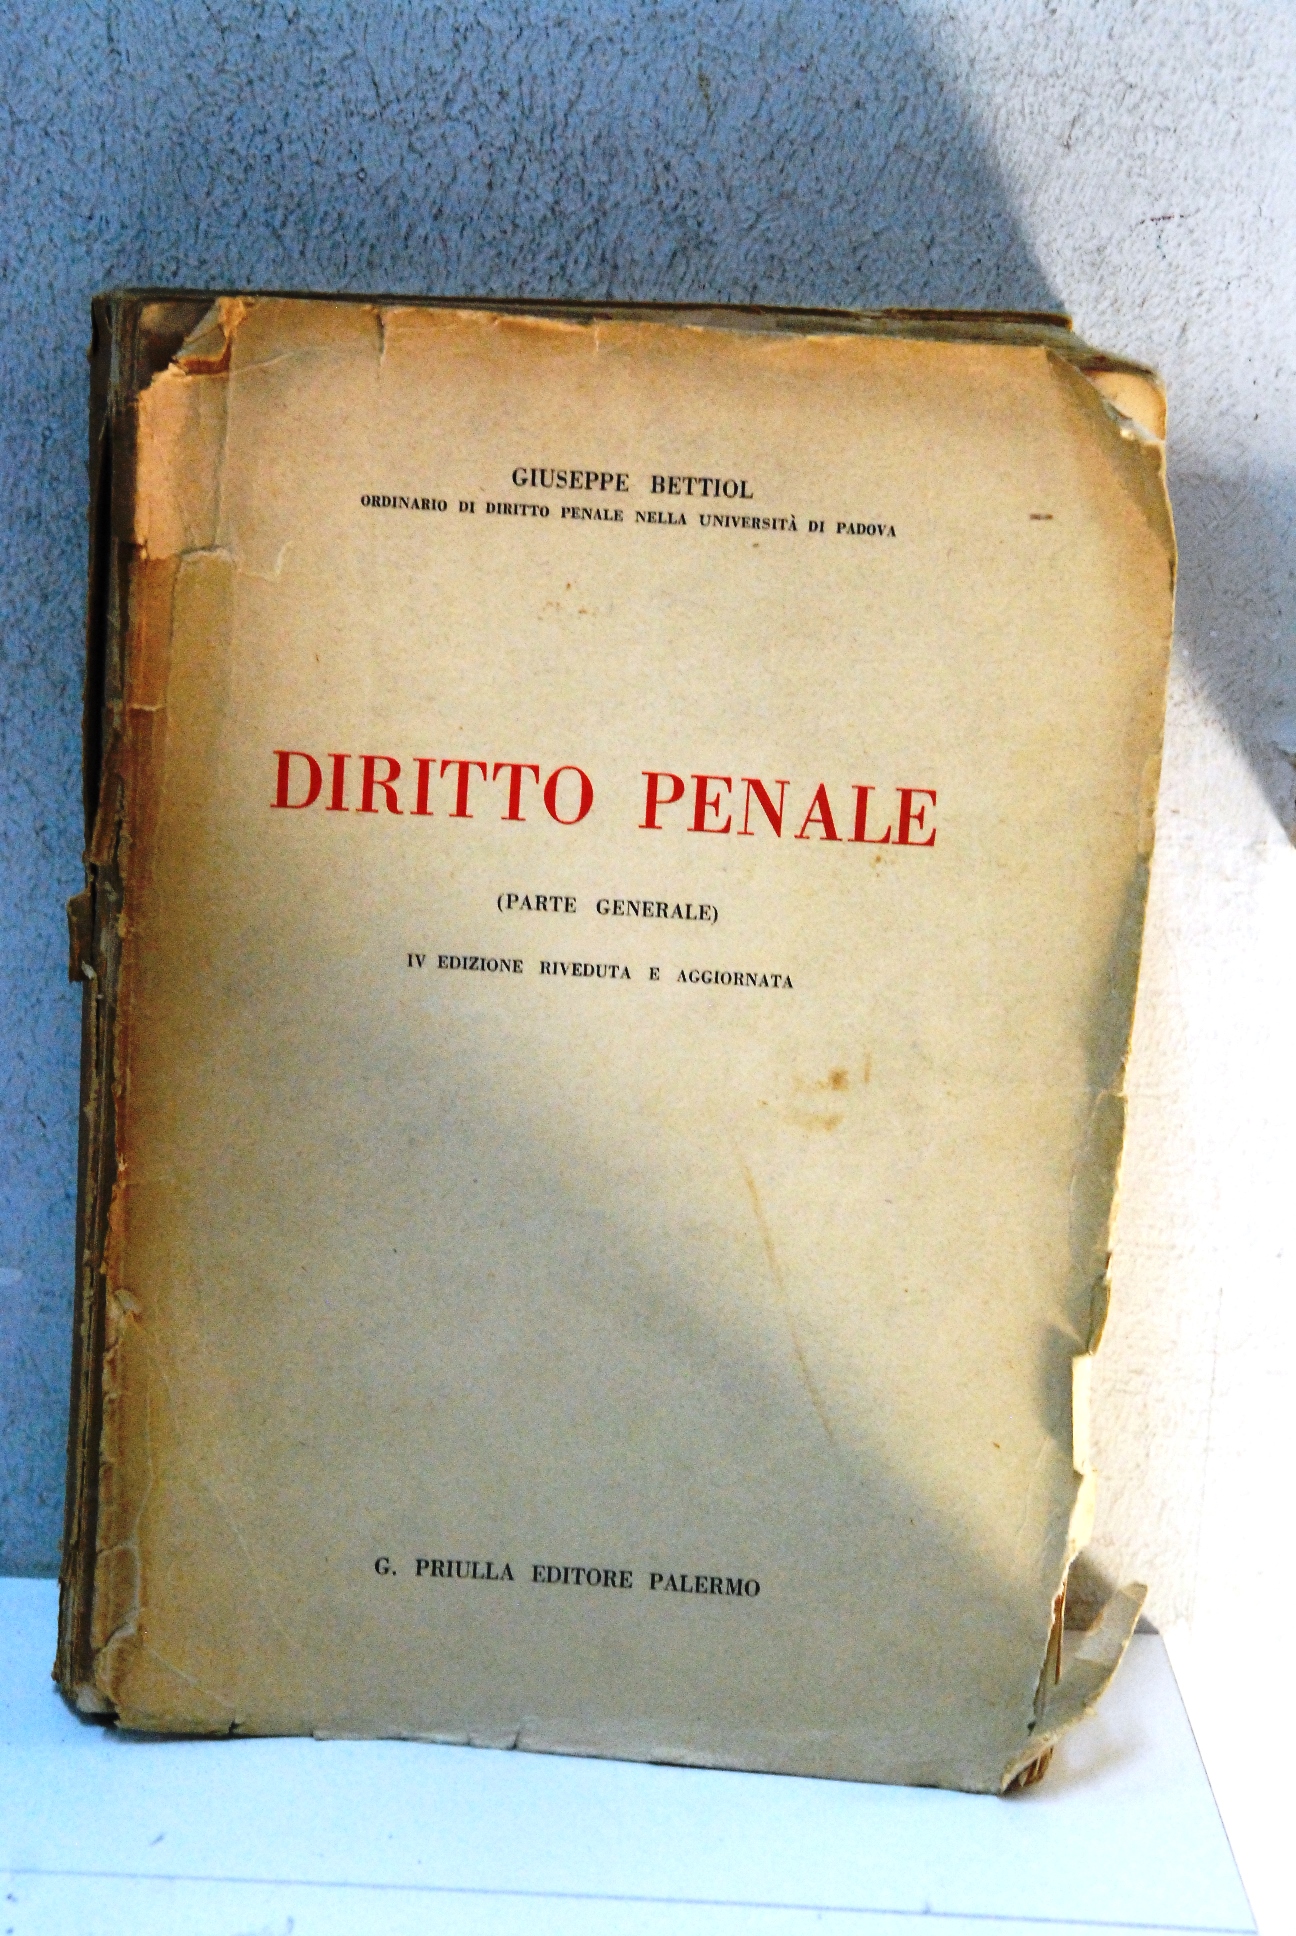 GIUSEPPE BETTIOL
ORDINARIO DI DIRITTO PENALE NELLA UNIVERSITÀ DI PADOVA
DIRITTO PENALE
(PARTE GENERALE)
IV EDIZIONE RIVEDUTA E AGGIORNATA
G. PRIULLA EDITORE PALERMO